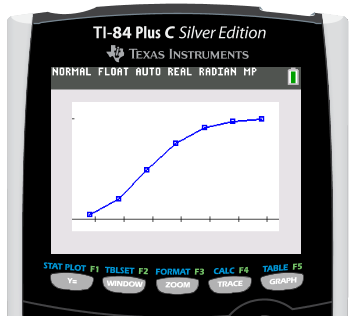 TI-84 Plus C Silver Edition
TEXAS INSTRUMENTS
NORMAL FLOAT AUTO REAL RADIAN MP
STAT PLOT F1 TBLSET F2 FORMAT F3 CALC F4 TABLE F5
Y= WINDOW ZOOM TRACE GRAPH